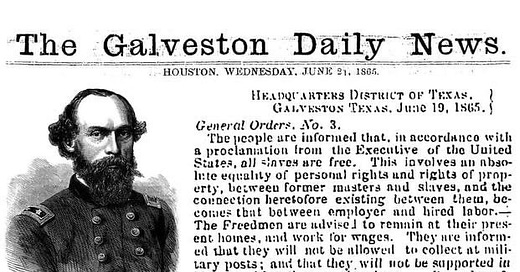 The Galveston Daily News.
HOUSTON, WEDNESDAY, JUNE 21, 1865.
HEADQUARTERS DISTRICT OF TEXAS, }
GALVESTON TEXAS, June 19, 1865. }
General Orders, No. 3.
The people are informed that, in accordance with
a proclamation from the Executive of the United
States, all slaves are free. This involves an abso-
lute equality of personal rights and rights of prop-
erty, between former masters and slaves, and the
connection heretofore existing between them, be-
comes that between employer and hired labor.—
The Freedmen are advised to remain at their pres-
ent homes, and work for wages. They are inform-
ed that they will not be allowed to collect at mili-
tary posts; and that they will not be supported in